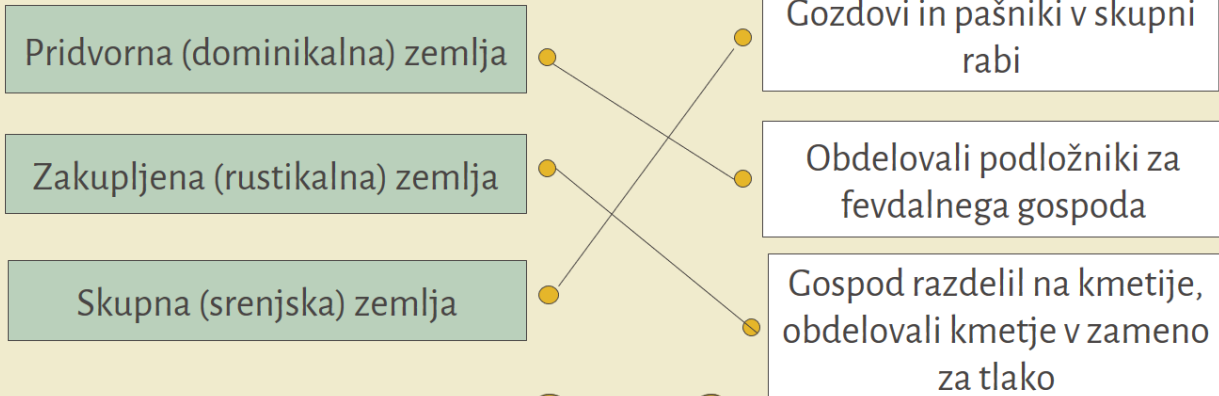 Pridvorna (dominikalna) zemlja
Zakupljena (rustikalna) zemlja
Skupna (srenjska) zemlja
Gozdovi in pašniki v skupni
rabi
Obdelovali podložniki za
fevdalnega gospoda
Gospod razdelil na kmetije,
obdelovali kmetje v zameno
za tlako